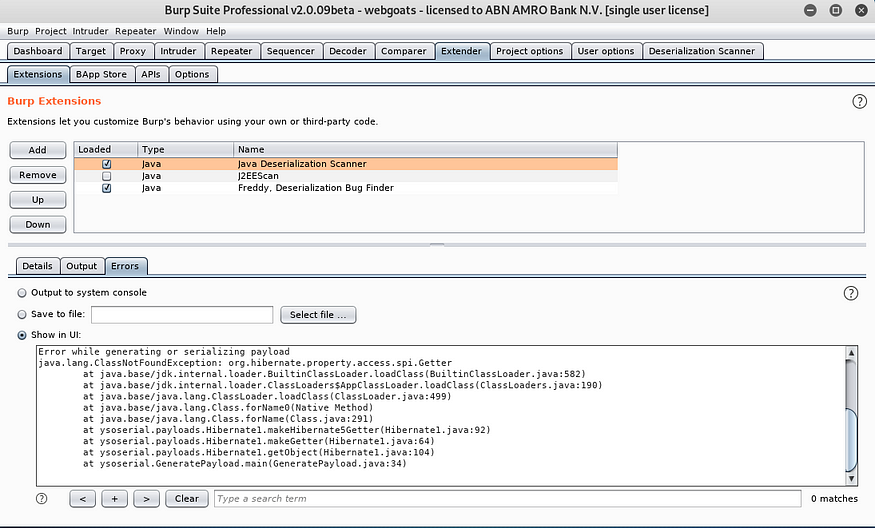 Burp Suite Professional v2.0.09beta - webgoats - licensed to ABN AMRO Bank N.V. [single user license]
Burp Project Intruder Repeater Window Help
Dashboard Target Proxy Intruder Repeater Sequencer Decoder Comparer Extender Project options User options Deserialization Scanner
Extensions BApp Store APIs Options
Burp Extensions
?
Extensions let you customize Burp's behavior using your own or third-party code.
Add
Remove
Up
Down
Loaded Type Name
Java Java Deserialization Scanner
Java J2EEScan
Java Freddy, Deserialization Bug Finder
Details Output Errors
Output to system console
?
Save to file: Select file ...
Show in UI:
Error while generating or serializing payload
java.lang.ClassNotFoundException: org.hibernate.property.access.spi.Getter
at java.base/jdk.internal.loader.BuiltinClassLoader.loadClass(BuiltinClassLoader.java:582)
at java.base/jdk.internal.loader.ClassLoaders$AppClassLoader.loadClass(ClassLoaders.java:190)
at java.base/java.lang.ClassLoader.loadClass(ClassLoader.java:499)
at java.base/java.lang.Class.forName0(Native Method)
at java.base/java.lang.Class.forName(Class.java:291)
at ysoserial.payloads.Hibernate1.makeHibernate5Getter(Hibernate1.java:92)
at ysoserial.payloads.Hibernate1.makeGetter(Hibernate1.java:64)
at ysoserial.payloads.Hibernate1.getObject(Hibernate1.java:104)
at ysoserial.GeneratePayload.main(GeneratePayload.java:34)
? < + > Clear Type a search term 0 matches